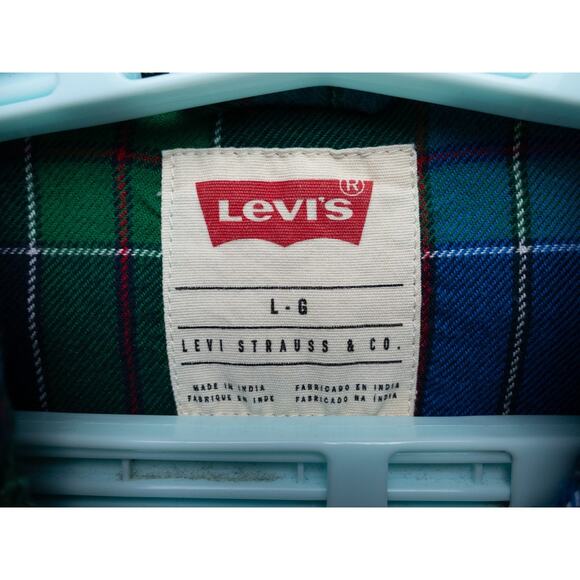 Levi's®
L - G
LEVI STRAUSS & CO.
MADE IN INDIA FABRICADO EN INDIA
FABRIQUE EN INDE FABRICADO NA ÍNDIA